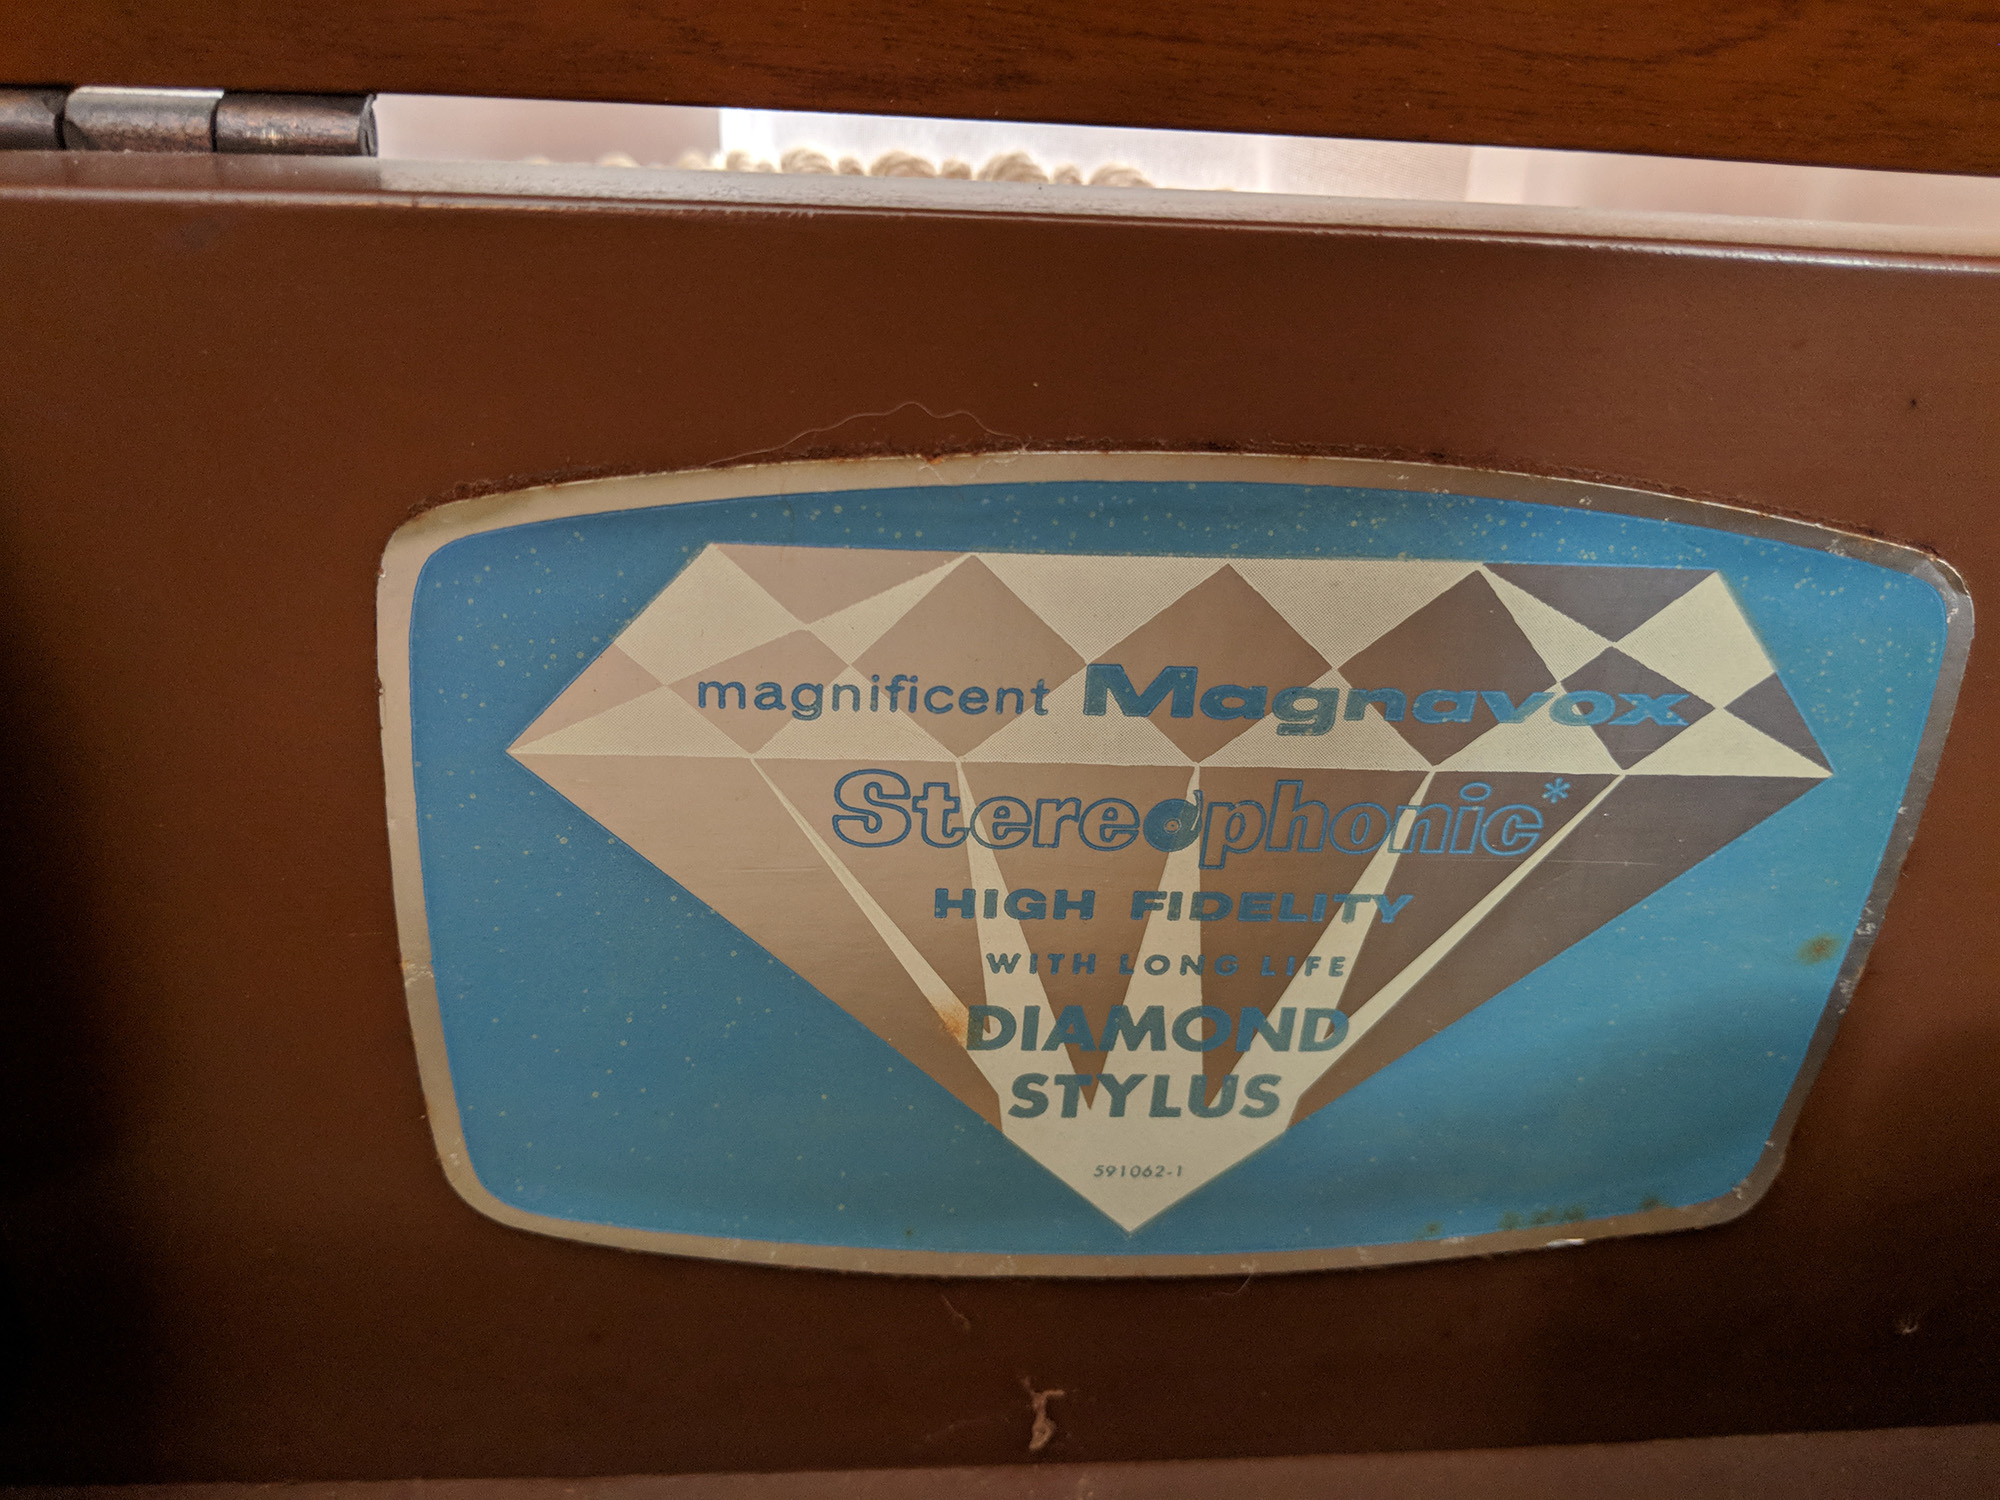 magnificent Magnavox
Stereophonic*
HIGH FIDELITY
WITH LONG LIFE
DIAMOND
STYLUS
591062-1